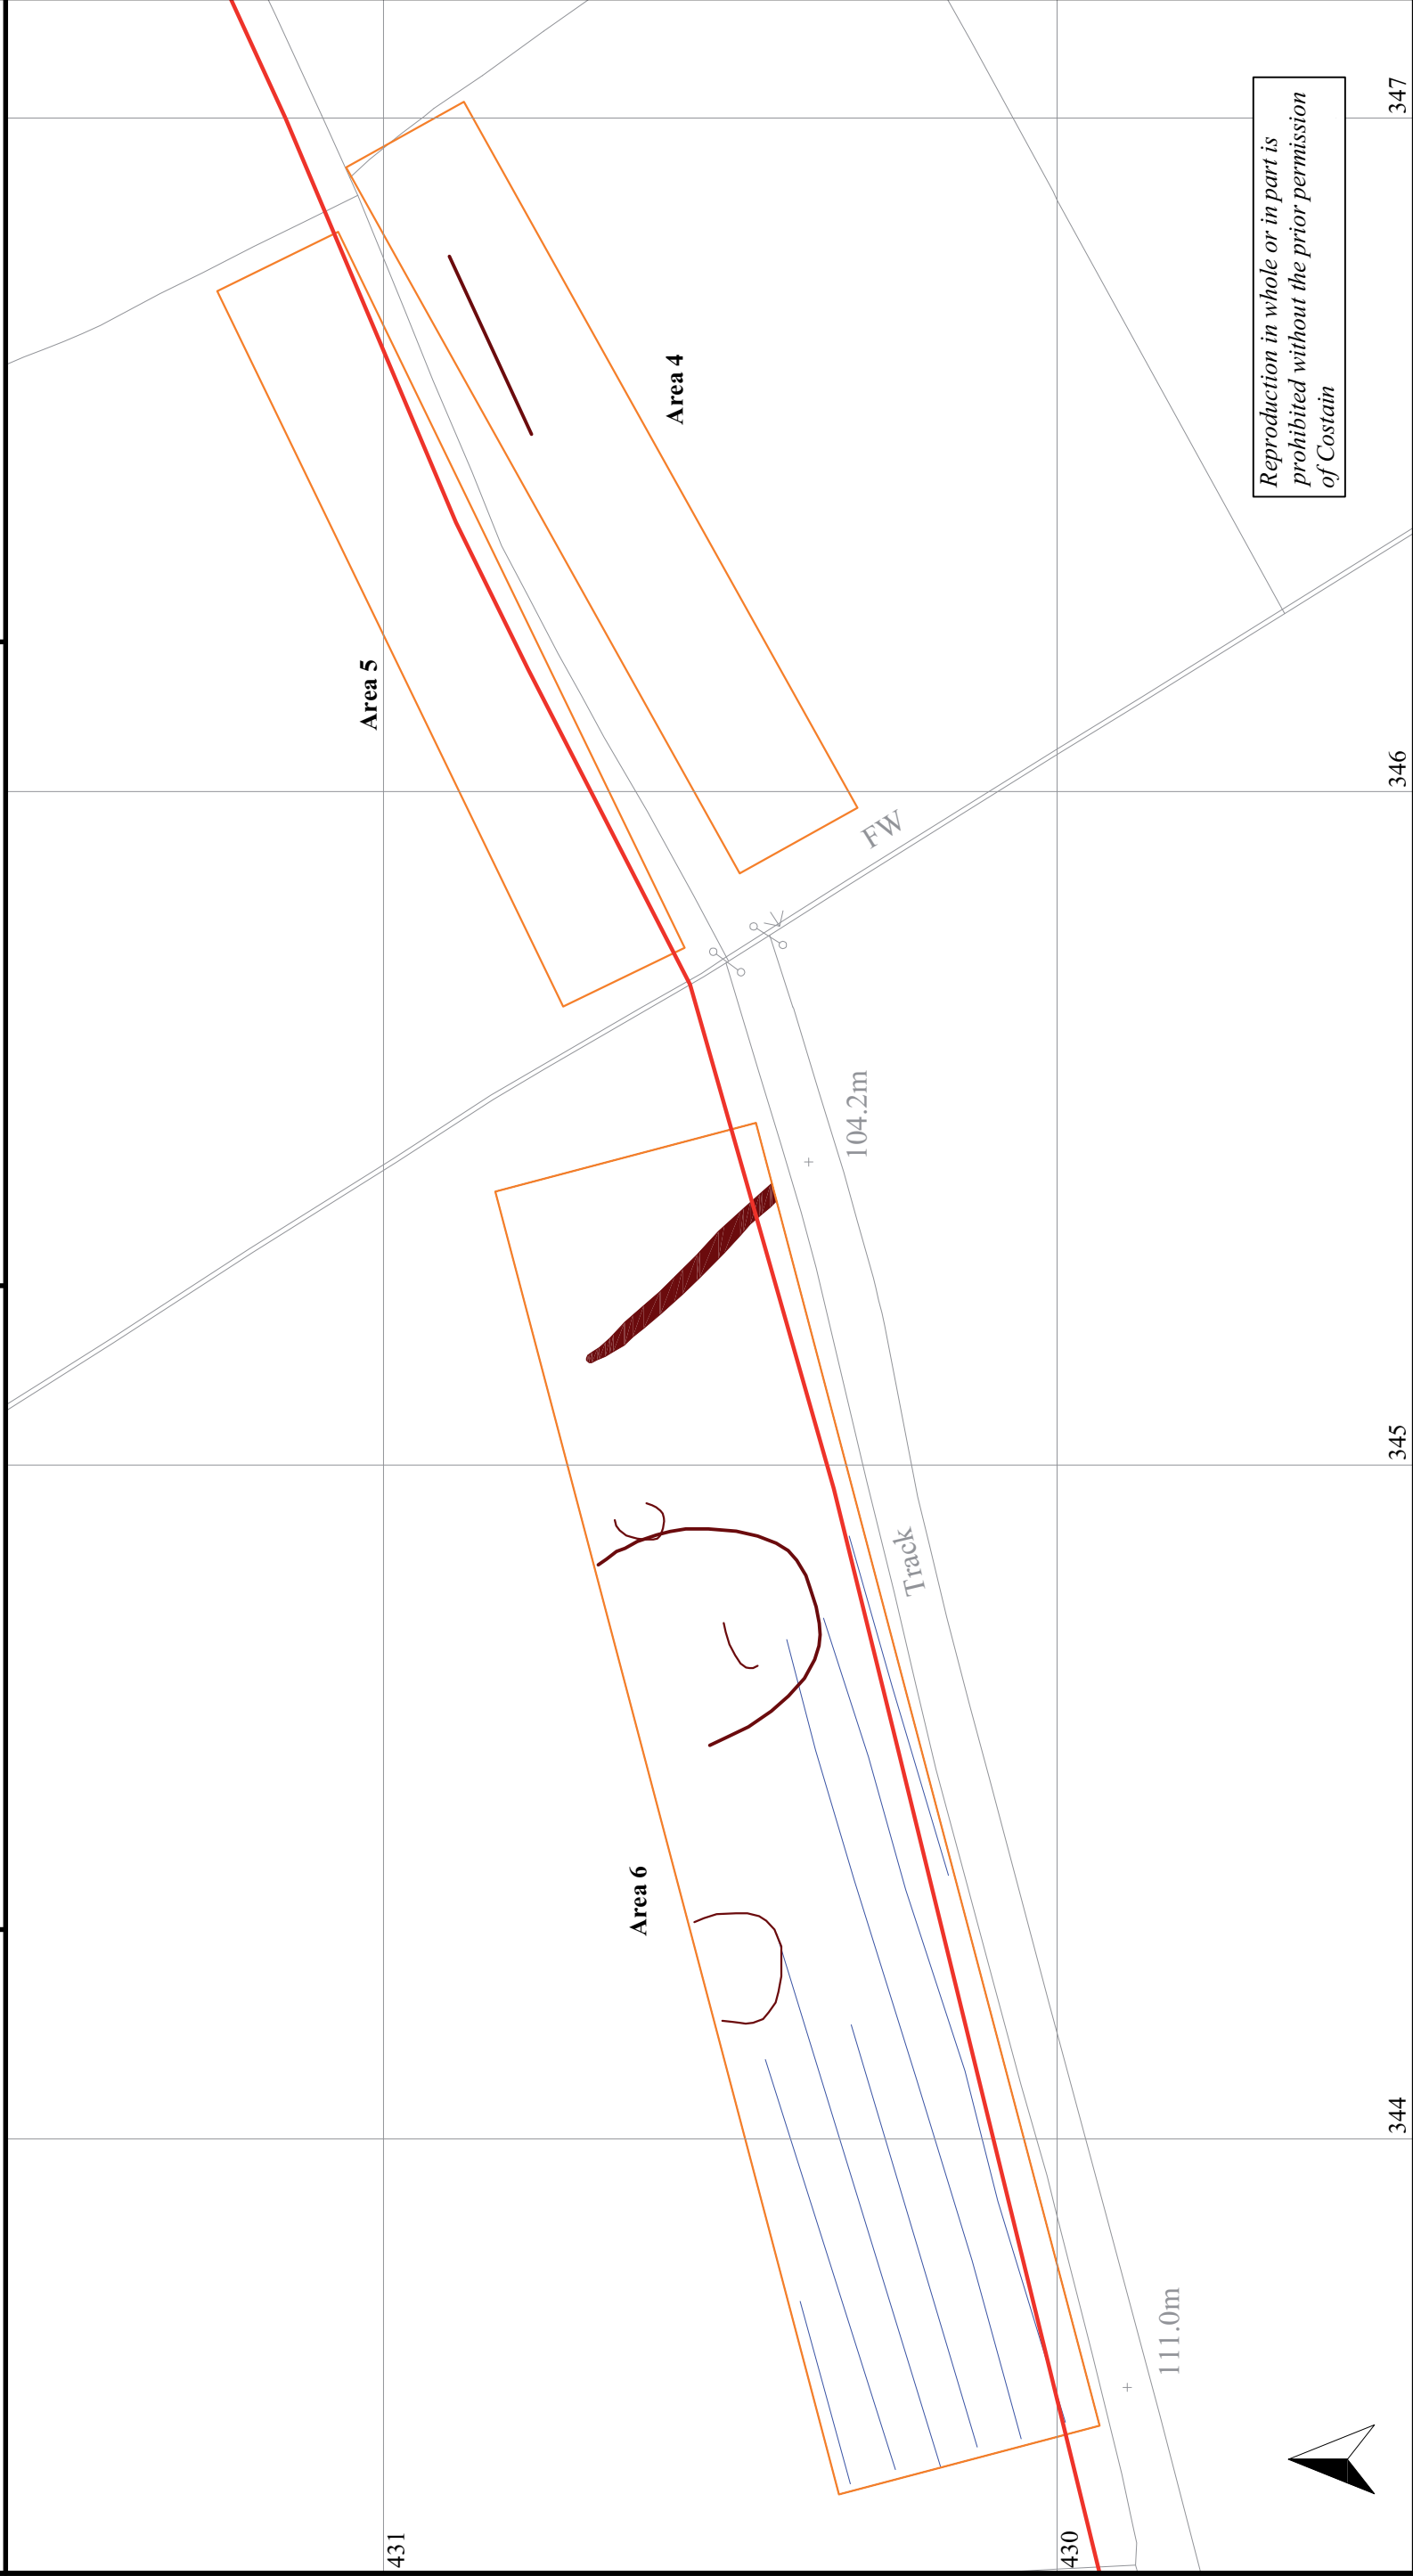 431
430
344
345
346
347
Area 6
Area 5
Area 4
Track
FW
104.2m
111.0m
Reproduction in whole or in part is
prohibited without the prior permission
of Costain